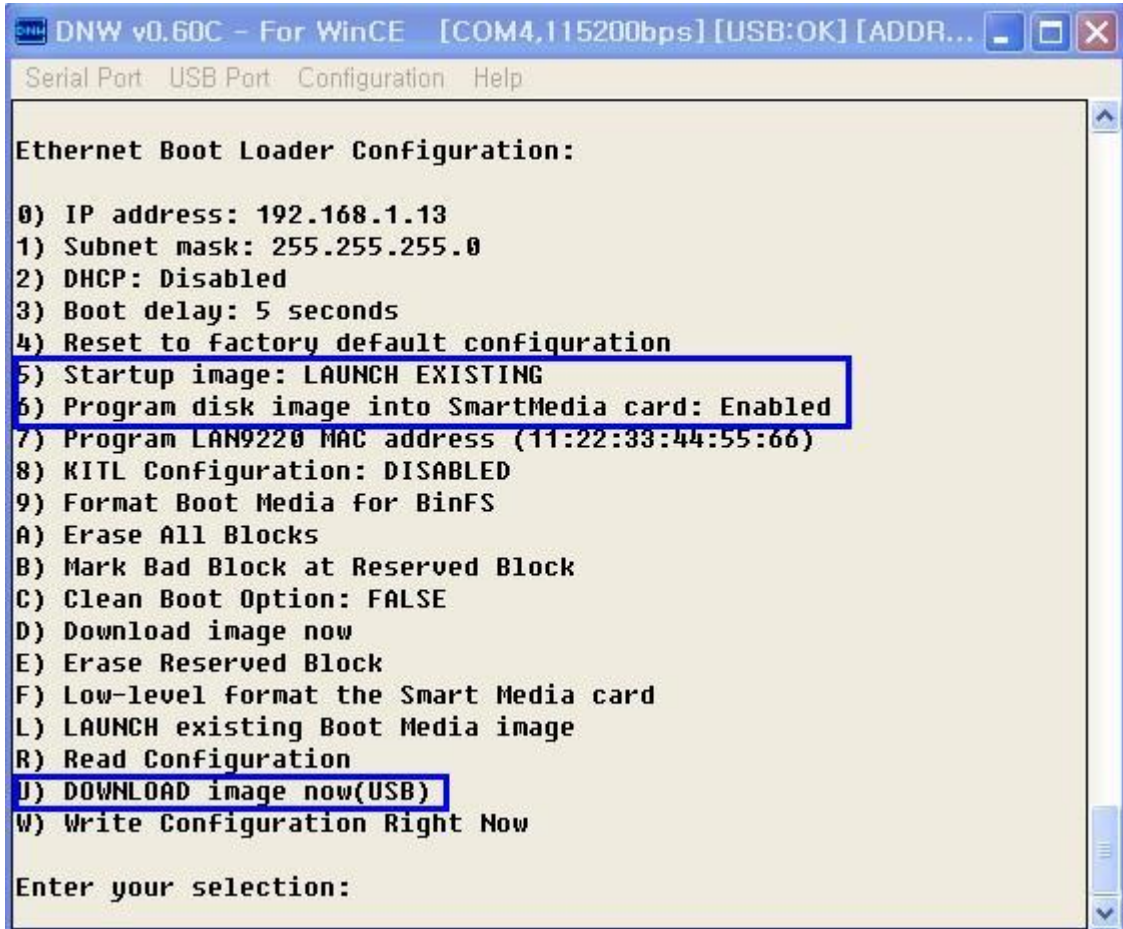 DNW v0.60C - For WinCE [COM4,115200bps][USB:OK][ADDR...
Serial Port USB Port Configuration Help
Ethernet Boot Loader Configuration:
0) IP address: 192.168.1.13
1) Subnet mask: 255.255.255.0
2) DHCP: Disabled
3) Boot delay: 5 seconds
4) Reset to factory default configuration
5) Startup image: LAUNCH EXISTING
6) Program disk image into SmartMedia card: Enabled
7) Program LAN9220 MAC address (11:22:33:44:55:66)
8) KITL Configuration: DISABLED
9) Format Boot Media for BinFS
A) Erase All Blocks
B) Mark Bad Block at Reserved Block
C) Clean Boot Option: FALSE
D) Download image now
E) Erase Reserved Block
F) Low-level format the Smart Media card
L) LAUNCH existing Boot Media image
R) Read Configuration
U) DOWNLOAD image now(USB)
W) Write Configuration Right Now
Enter your selection: